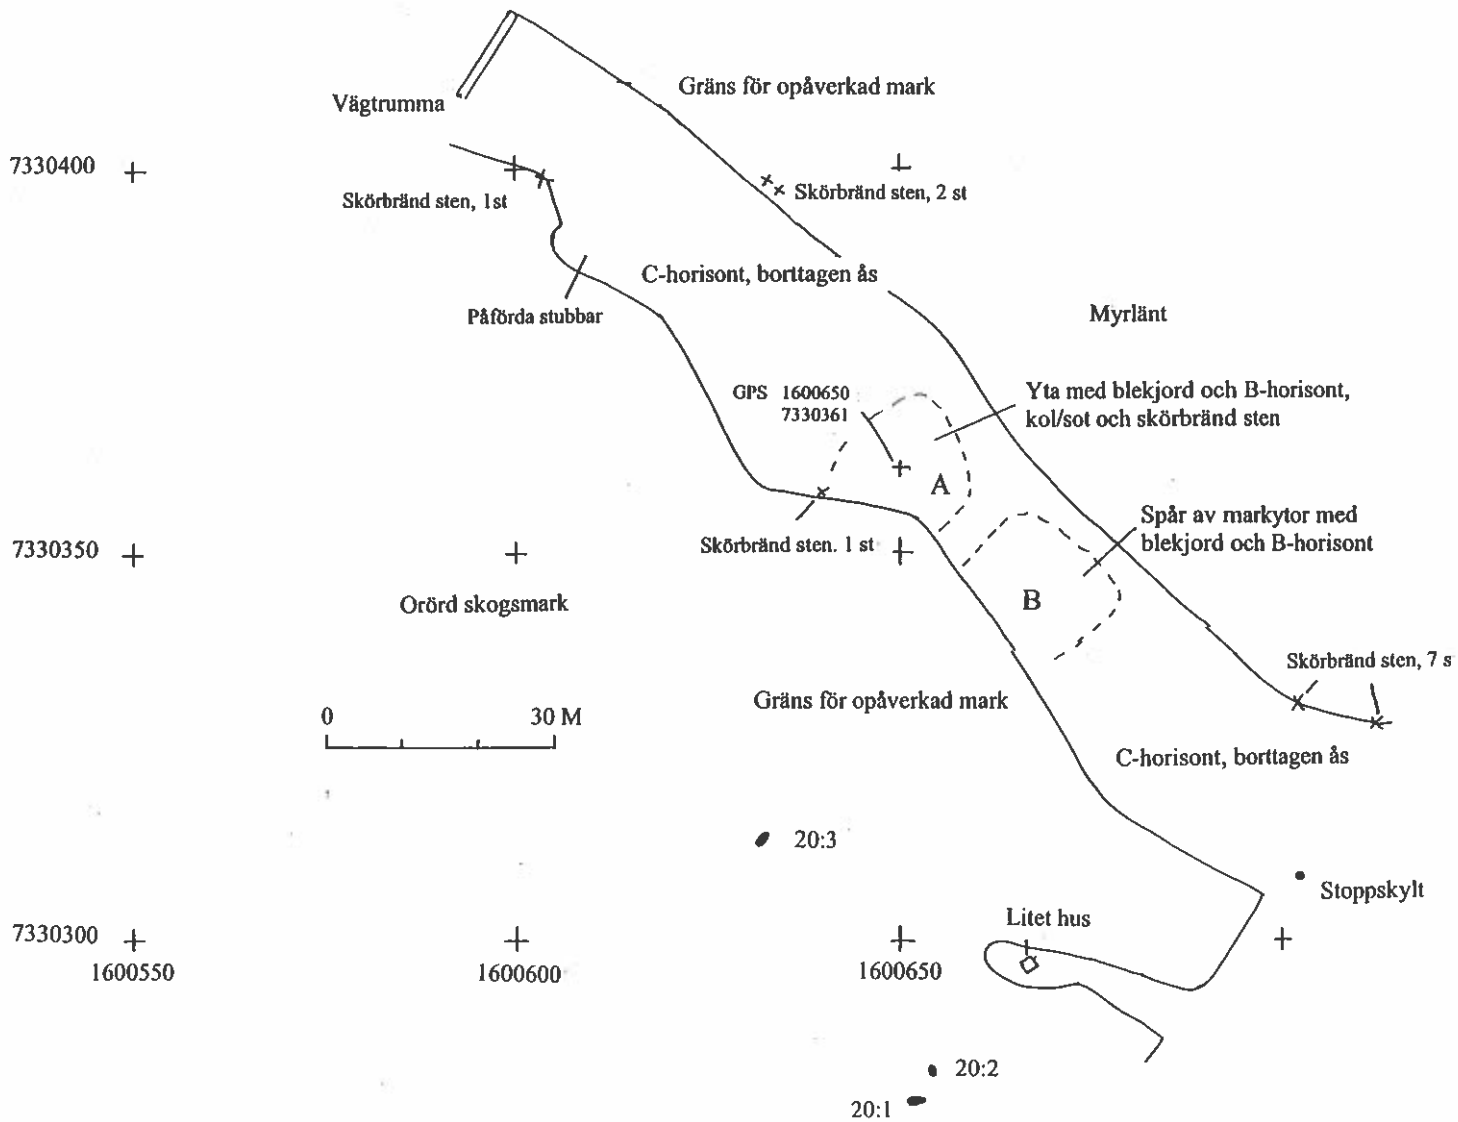 Gräns för opåverkad mark
Vägtrumma
7330400
Skörbränd sten, 1st
Skörbränd sten, 2 st
C-horisont, borttagen ås
Påförda stubbar
Myrlänt
GPS 1600650
7330361
Yta med blekjord och B-horisont,
kol/sot och skörbränd sten
A
Spår av markytor med
blekjord och B-horisont
7330350
Skörbränd sten. 1 st
Orörd skogsmark
B
Skörbränd sten, 7 s
Gräns för opåverkad mark
0 30 M
C-horisont, borttagen ås
20:3
Stoppskylt
Litet hus
7330300
1600550
1600600
1600650
20:2
20:1